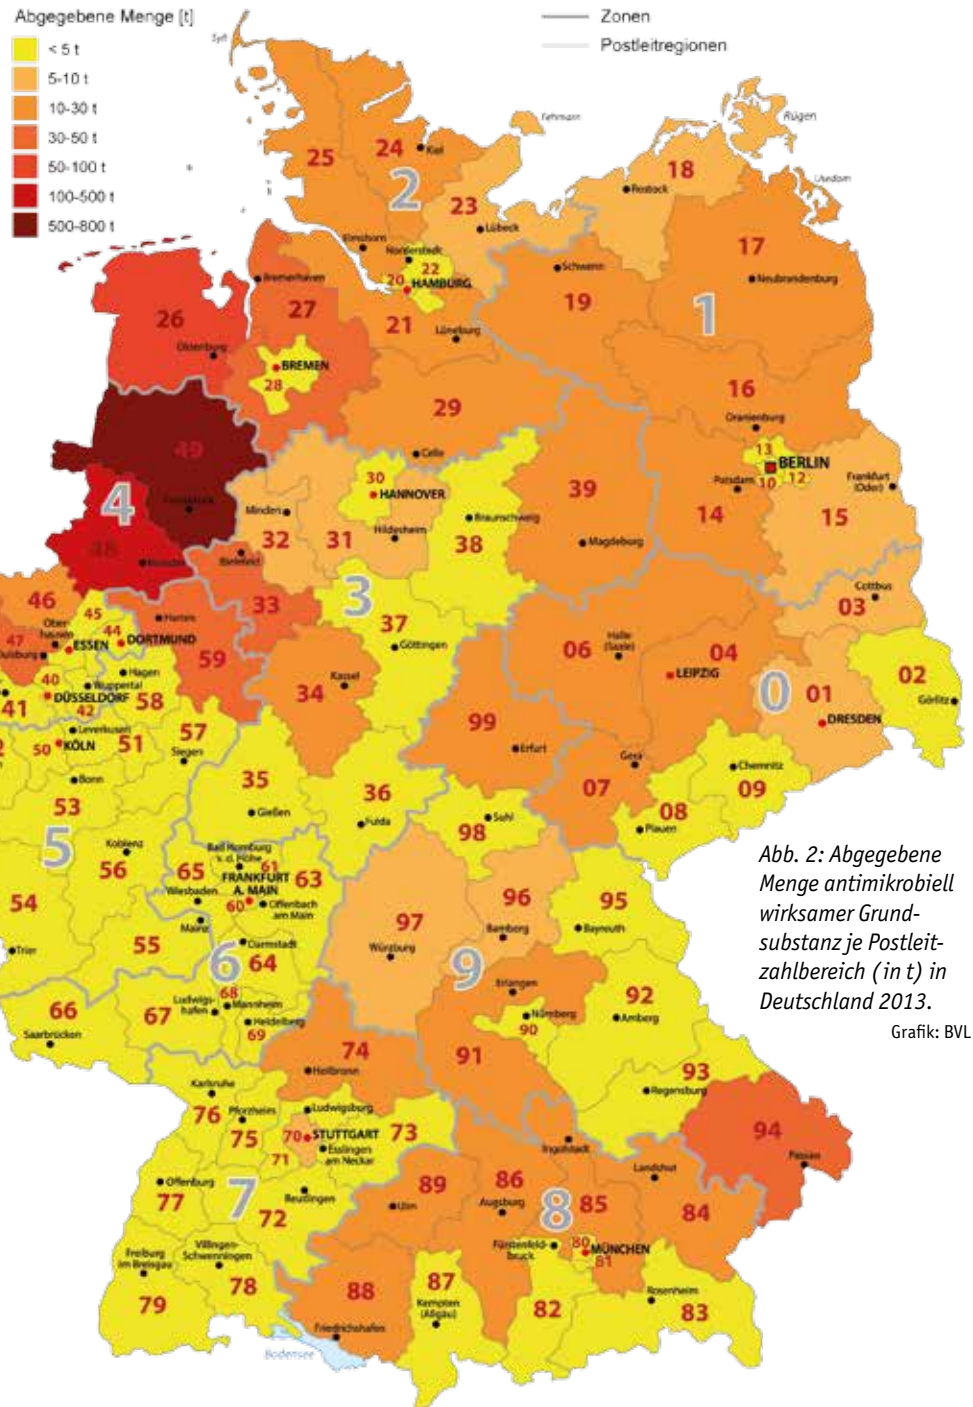 Abgegebene Menge [t]
< 5 t
5-10 t
10-30 t
30-50 t
50-100 t
100-500 t
500-800 t
Zonen
Postleitregionen
Sylt
Fehmarn
Rügen
Usedom
25
24
Kiel
2
23
Lübeck
18
Rostock
17
Neubrandenburg
Elmshorn
Norderstedt
22
20
HAMBURG
Schwerin
19
1
Bremerhaven
27
26
Oldenburg
21
Lüneburg
BREMEN
28
29
Celle
16
Oranienburg
49
4
48
13
BERLIN
10
12
Potsdam
14
Frankfurt
(Oder)
15
30
HANNOVER
Minden
32
31
Hildesheim
Braunschweig
38
39
Magdeburg
Bielefeld
33
3
37
Göttingen
Cottbus
03
46
45
Ober-
hausen
47
Duisburg
ESSEN
44
DORTMUND
Hamm
59
40
Wuppertal
DÜSSELDORF
41
42
Hagen
58
34
Kassel
06
Halle
(Saale)
04
LEIPZIG
0
01
DRESDEN
02
Görlitz
Leverkusen
50
KÖLN
51
57
Siegen
Bonn
53
5
99
Erfurt
Gera
07
Chemnitz
09
08
Plauen
35
Gießen
36
Fulda
Suhl
98
Koblenz
56
54
Trier
55
Bad Homburg
v. d. Höhe
61
65
FRANKFURT
A. MAIN
63
Wiesbaden
60
Offenbach
am Main
Mainz
Darmstadt
6
64
97
Würzburg
96
Bamberg
95
Bayreuth
9
Erlangen
Nürnberg
90
92
Amberg
66
Saarbrücken
67
Ludwigs-
hafen
68
Mannheim
Heidelberg
69
74
Heilbronn
91
93
Regensburg
94
Passau
Karlsruhe
76
Pforzheim
75
Ludwigsburg
70
STUTTGART
71
Esslingen
am Neckar
73
Ingolstadt
Landshut
84
Offenburg
77
7
Reutlingen
72
89
Ulm
86
Augsburg
8
85
Fürstenfeld-
bruck
80
MÜNCHEN
81
Freiburg
im Breisgau
79
Villingen-
Schwenningen
78
88
Friedrichshafen
Bodensee
87
Kempten
(Allgäu)
82
Rosenheim
83
Abb. 2: Abgegebene
Menge antimikrobiell
wirksamer Grund-
substanz je Postleit-
zahlbereich (in t) in
Deutschland 2013.
Grafik: BVL